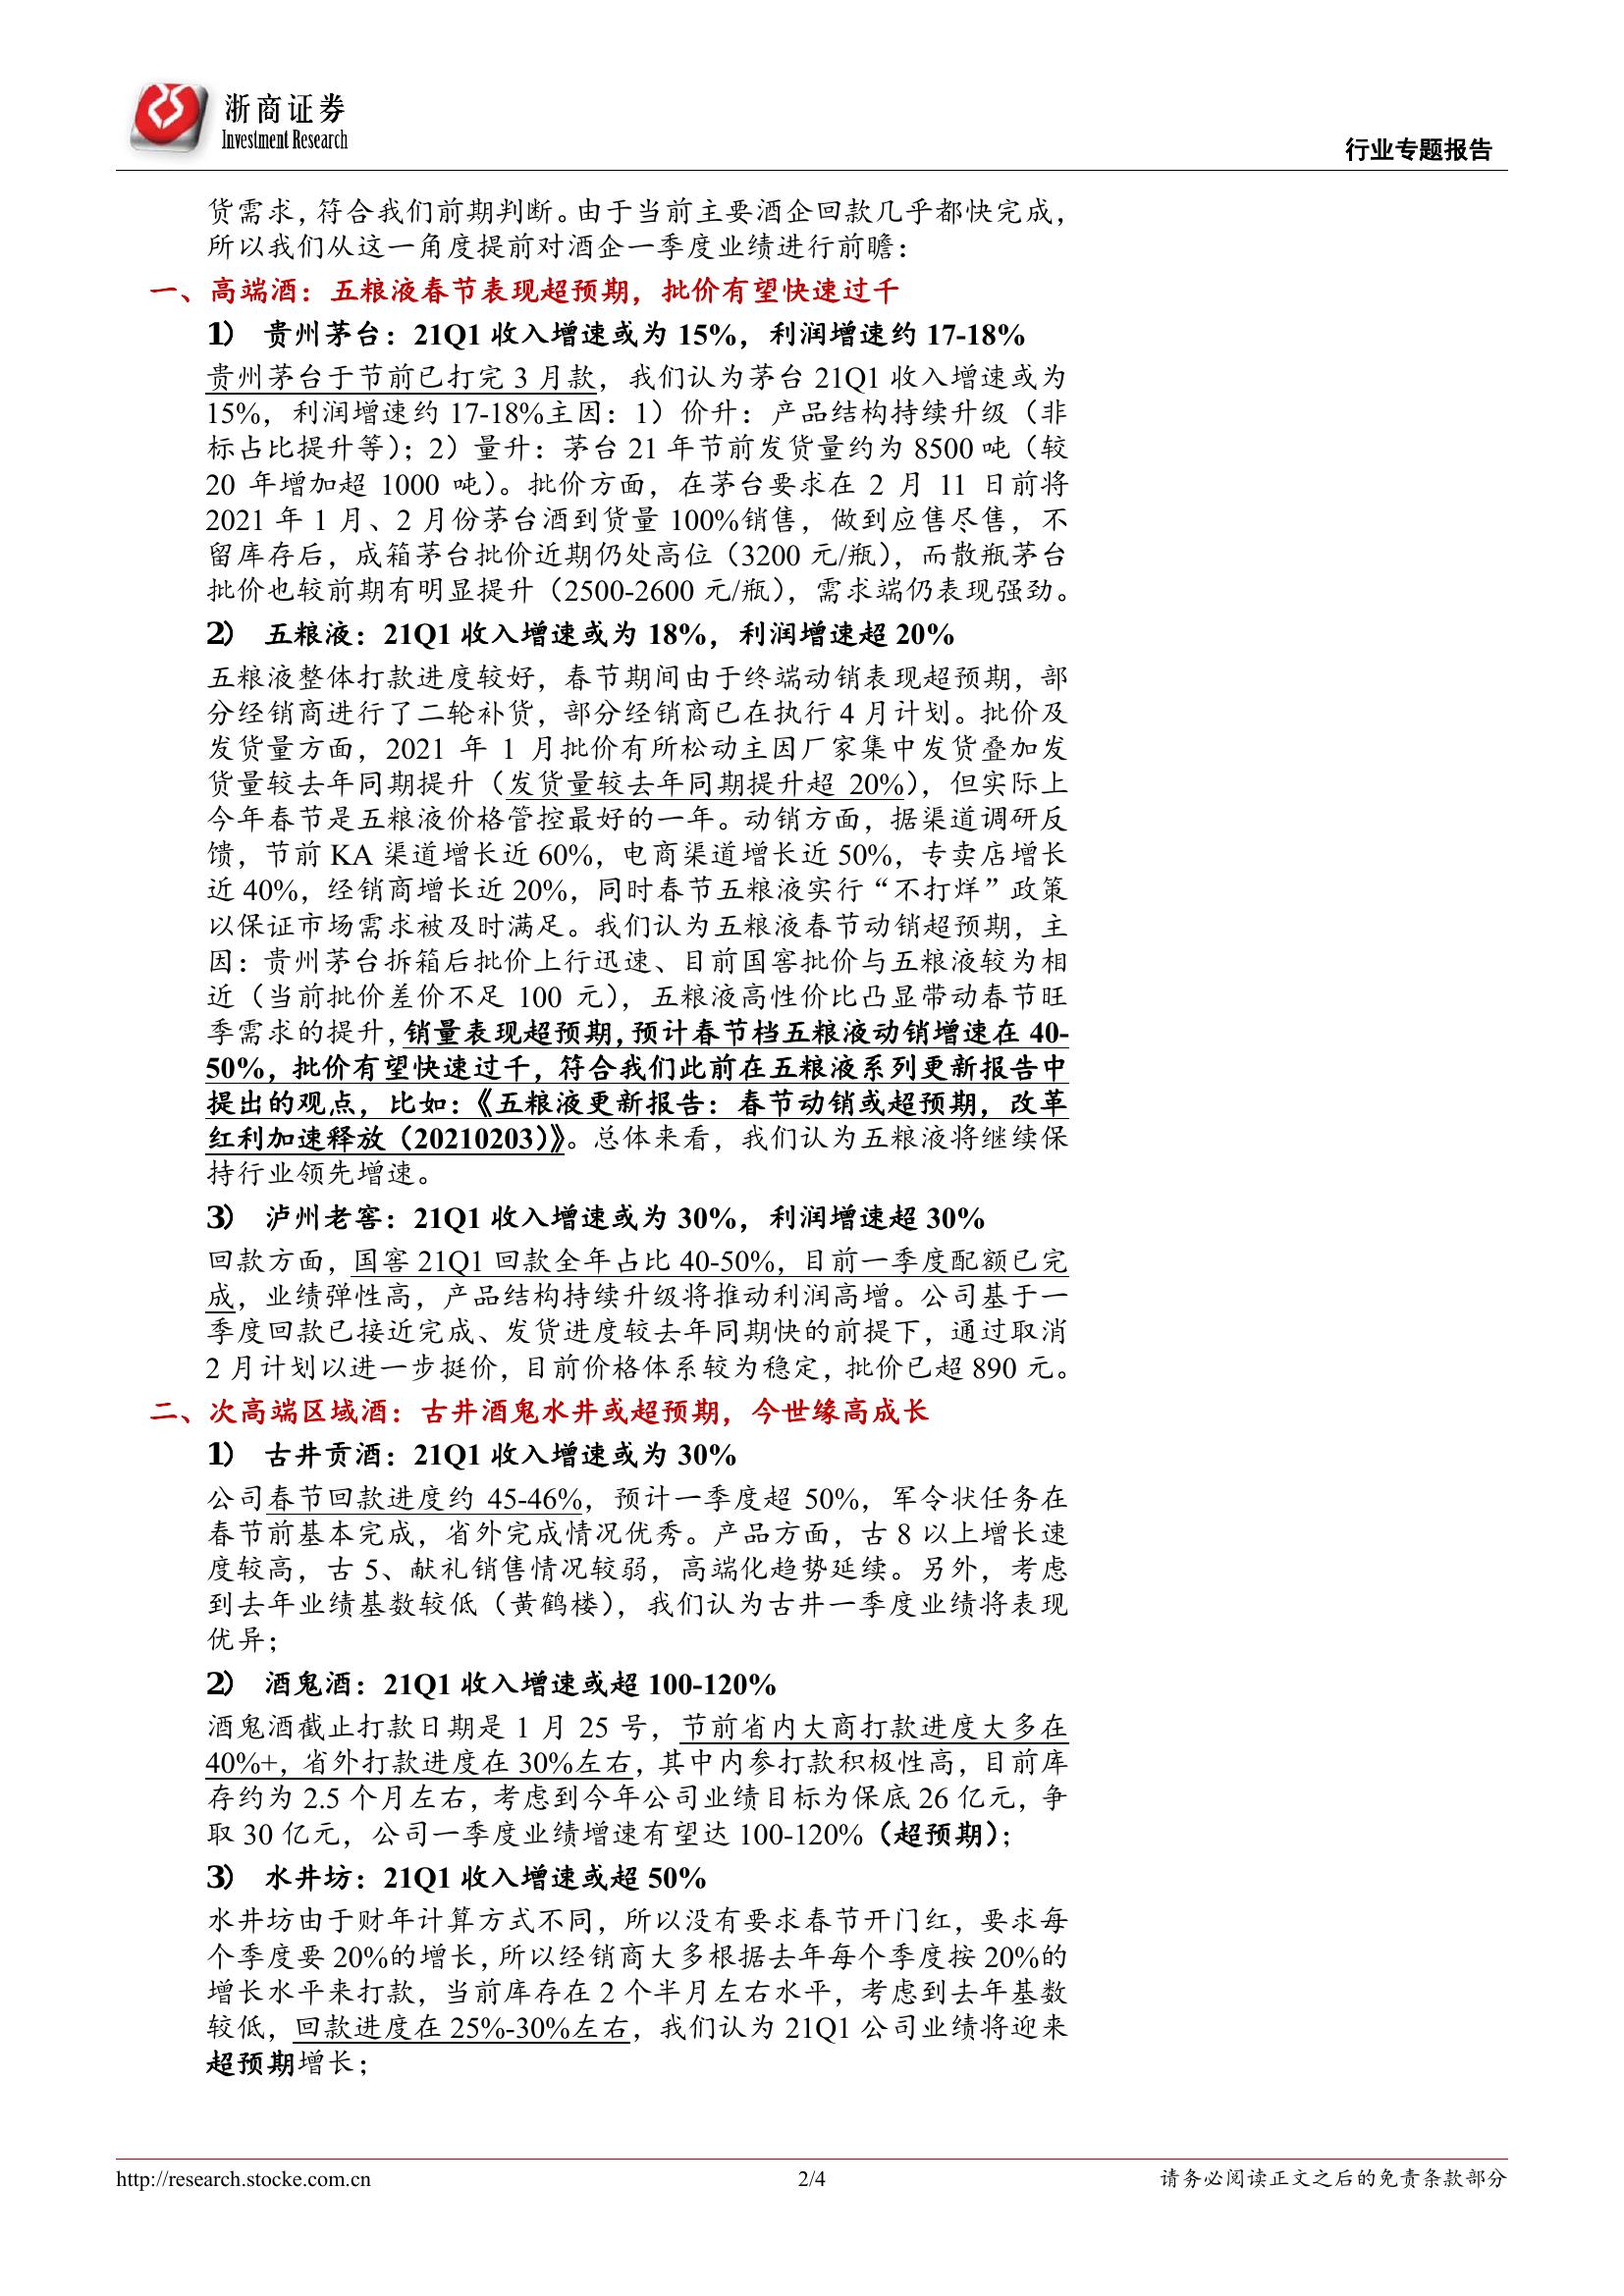 浙商证券
Investment Research
行业专题报告
货需求，符合我们前期判断。由于当前主要酒企回款几乎都快完成，
所以我们从这一角度提前对酒企一季度业绩进行前瞻：
一、高端酒：五粮液春节表现超预期，批价有望快速过千
1） 贵州茅台：21Q1 收入增速或为 15%，利润增速约 17-18%
贵州茅台于节前已打完 3 月款，我们认为茅台 21Q1 收入增速或为
15%，利润增速约 17-18%主因：1）价升：产品结构持续升级（非
标占比提升等）；2）量升：茅台 21 年节前发货量约为 8500 吨（较
20 年增加超 1000 吨）。批价方面，在茅台要求在 2 月 11 日前将
2021 年 1 月、2 月份茅台酒到货量 100%销售，做到应售尽售，不
留库存后，成箱茅台批价近期仍处高位（3200 元/瓶），而散瓶茅台
批价也较前期有明显提升（2500-2600 元/瓶），需求端仍表现强劲。
2） 五粮液：21Q1 收入增速或为 18%，利润增速超 20%
五粮液整体打款进度较好，春节期间由于终端动销表现超预期，部
分经销商进行了二轮补货，部分经销商已在执行 4 月计划。批价及
发货量方面，2021 年 1 月批价有所松动主因厂家集中发货叠加发
货量较去年同期提升（发货量较去年同期提升超 20%），但实际上
今年春节是五粮液价格管控最好的一年。动销方面，据渠道调研反
馈，节前 KA 渠道增长近 60%，电商渠道增长近 50%，专卖店增长
近 40%，经销商增长近 20%，同时春节五粮液实行“不打烊”政策
以保证市场需求被及时满足。我们认为五粮液春节动销超预期，主
因：贵州茅台拆箱后批价上行迅速、目前国窖批价与五粮液较为相
近（当前批价差价不足 100 元），五粮液高性价比凸显带动春节旺
季需求的提升，销量表现超预期，预计春节档五粮液动销增速在 40-
50%，批价有望快速过千，符合我们此前在五粮液系列更新报告中
提出的观点，比如：《五粮液更新报告：春节动销或超预期，改革
红利加速释放（20210203）》。总体来看，我们认为五粮液将继续保
持行业领先增速。
3） 泸州老窖：21Q1 收入增速或为 30%，利润增速超 30%
回款方面，国窖 21Q1 回款全年占比 40-50%，目前一季度配额已完
成，业绩弹性高，产品结构持续升级将推动利润高增。公司基于一
季度回款已接近完成、发货进度较去年同期快的前提下，通过取消
2 月计划以进一步挺价，目前价格体系较为稳定，批价已超 890 元。
二、次高端区域酒：古井酒鬼水井或超预期，今世缘高成长
1） 古井贡酒：21Q1 收入增速或为 30%
公司春节回款进度约 45-46%，预计一季度超 50%，军令状任务在
春节前基本完成，省外完成情况优秀。产品方面，古 8 以上增长速
度较高，古 5、献礼销售情况较弱，高端化趋势延续。另外，考虑
到去年业绩基数较低（黄鹤楼），我们认为古井一季度业绩将表现
优异；
2） 酒鬼酒：21Q1 收入增速或超 100-120%
酒鬼酒截止打款日期是 1 月 25 号，节前省内大商打款进度大多在
40%+，省外打款进度在 30%左右，其中内参打款积极性高，目前库
存约为 2.5 个月左右，考虑到今年公司业绩目标为保底 26 亿元，争
取 30 亿元，公司一季度业绩增速有望达 100-120%（超预期）；
3） 水井坊：21Q1 收入增速或超 50%
水井坊由于财年计算方式不同，所以没有要求春节开门红，要求每
个季度要 20%的增长，所以经销商大多根据去年每个季度按 20%的
增长水平来打款，当前库存在 2 个半月左右水平，考虑到去年基数
较低，回款进度在 25%-30%左右，我们认为 21Q1 公司业绩将迎来
超预期增长；
http://research.stocke.com.cn
2/4
请务必阅读正文之后的免责条款部分